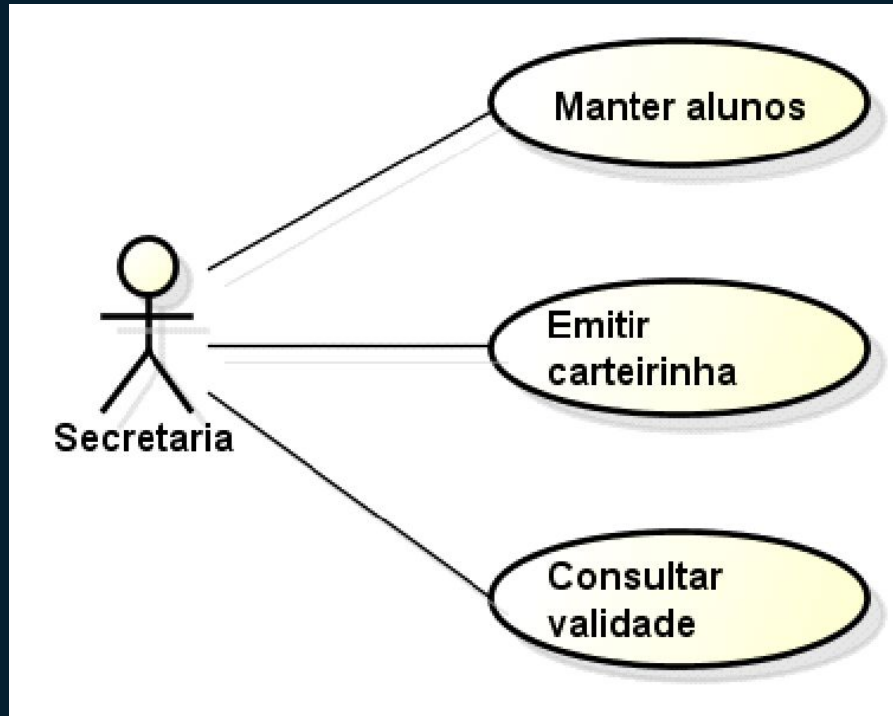 Manter alunos
Emitir
carteirinha
Secretaria
Consultar
validade